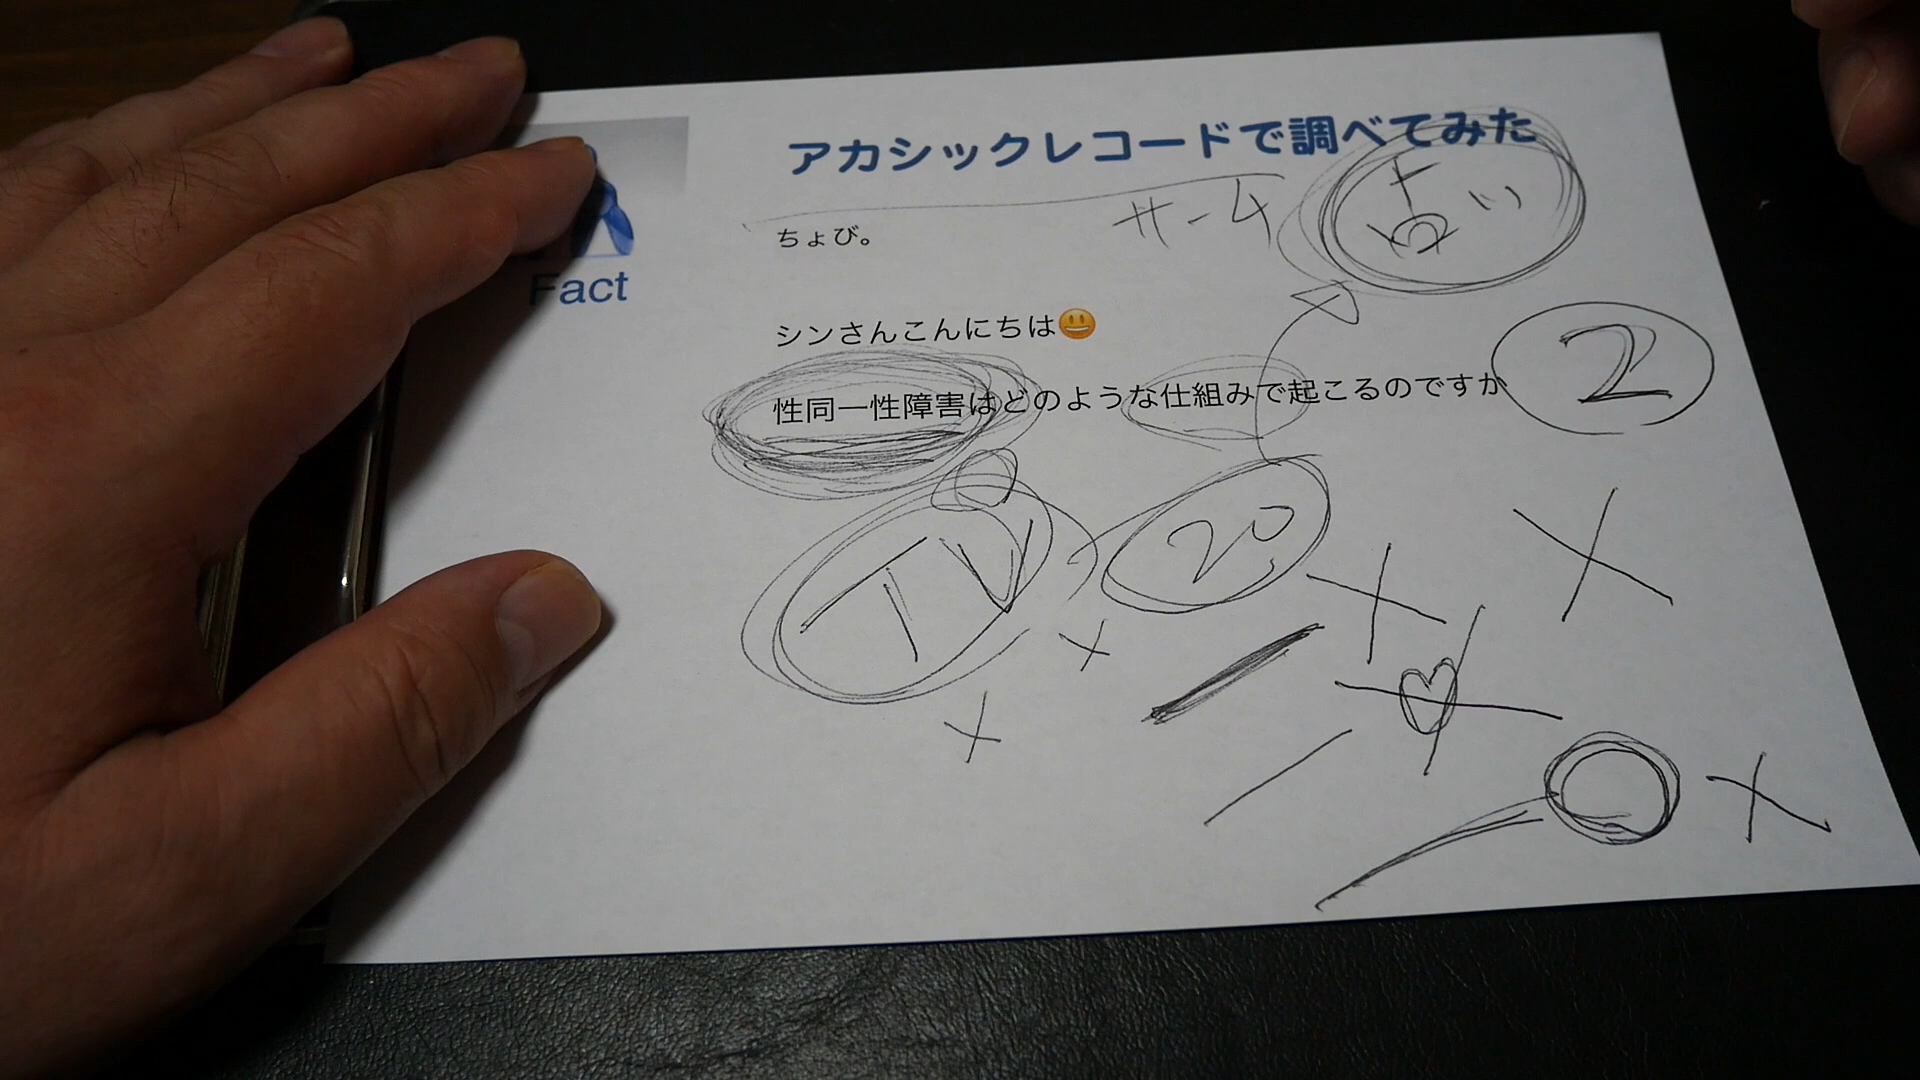 アカシックレコードで調べてみた
サーム 占い
ちょび。
Fact
シンさんこんにちは😃
性同一性障害はどのような仕組みで起こるのですか
2
TV
20